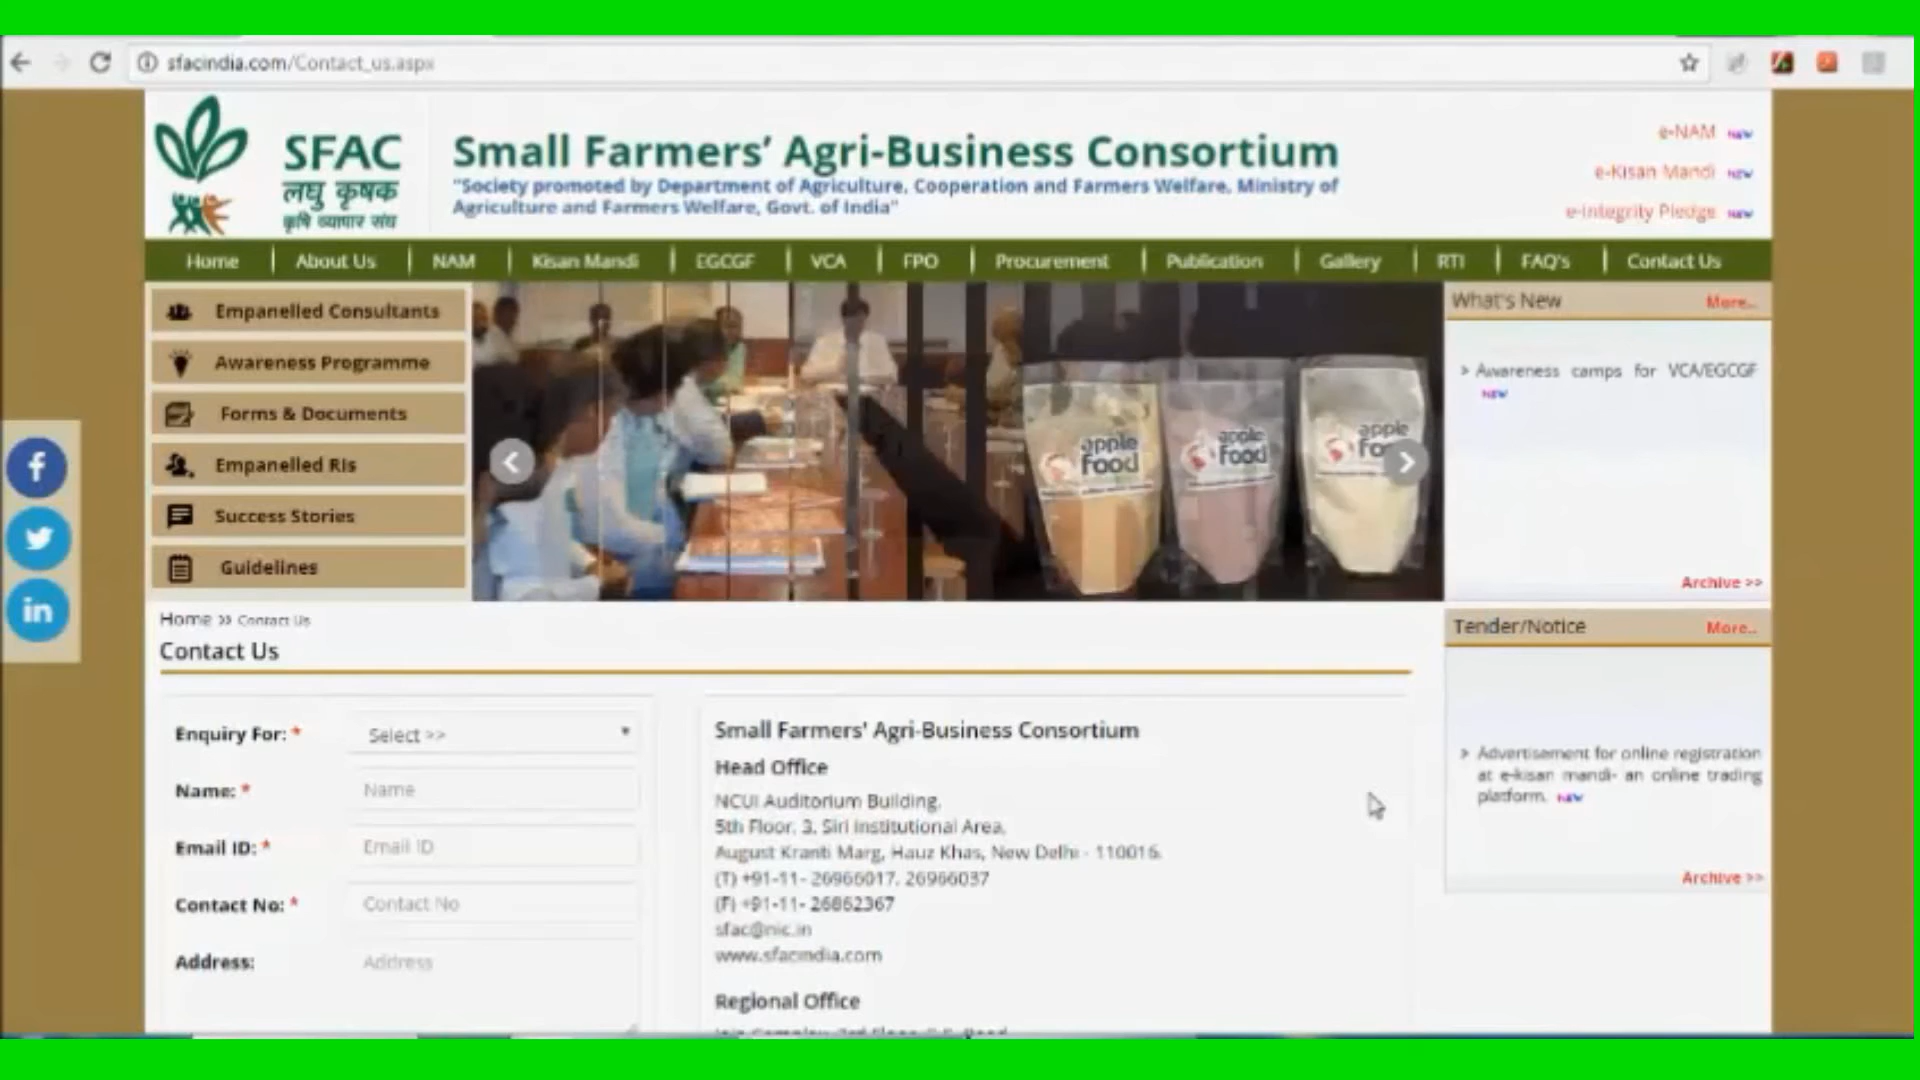 sfacindia.com/Contact_us.aspx
SFAC
लघु कृषक
कृषि व्यापार संघ
Small Farmers' Agri-Business Consortium
"Society promoted by Department of Agriculture, Cooperation and Farmers Welfare, Ministry of
Agriculture and Farmers Welfare, Govt. of India"
e-NAM NEW
e-Kisan Mandi NEW
e-Integrity Pledge NEW
Home About Us NAM Kisan Mandi EGCGF VCA FPO Procurement Publication Gallery RTI FAQ's Contact Us
Empanelled Consultants
Awareness Programme
Forms & Documents
Empanelled RIs
Success Stories
Guidelines
apple
food
apple
food
apple
What's New More..
> Awareness camps for VCA/EGCGF
NEW
Archive >>
f
in
Home >> Contact Us
Contact Us
Enquiry For: * Select >>
Name: * Name
Email ID: * Email ID
Contact No: * Contact No
Address: Address
Small Farmers' Agri-Business Consortium
Head Office
NCUI Auditorium Building,
5th Floor, 3, Siri Institutional Area,
August Kranti Marg, Hauz Khas, New Delhi - 110016.
(T) +91-11- 26966017, 26966037
(F) +91-11- 26862367
sfac@nic.in
www.sfacindia.com
Regional Office
Tender/Notice More..
> Advertisement for online registration
at e-kisan mandi- an online trading
platform. NEW
Archive >>